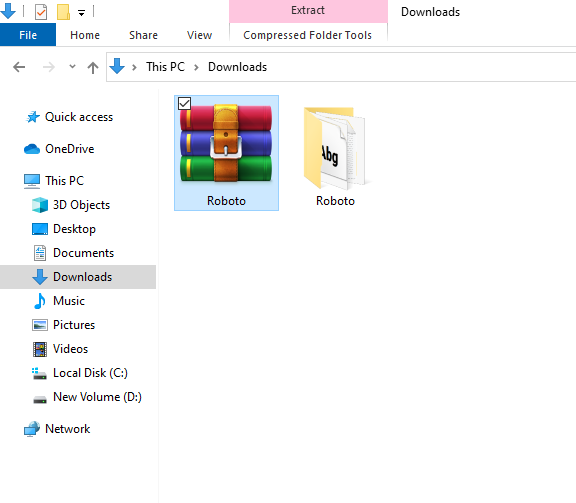 Extract
Downloads
File
Home
Share
View
Compressed Folder Tools
This PC
Downloads
Quick access
OneDrive
This PC
3D Objects
Desktop
Documents
Downloads
Music
Pictures
Videos
Local Disk (C:)
New Volume (D:)
Network
Roboto
Abg
Roboto